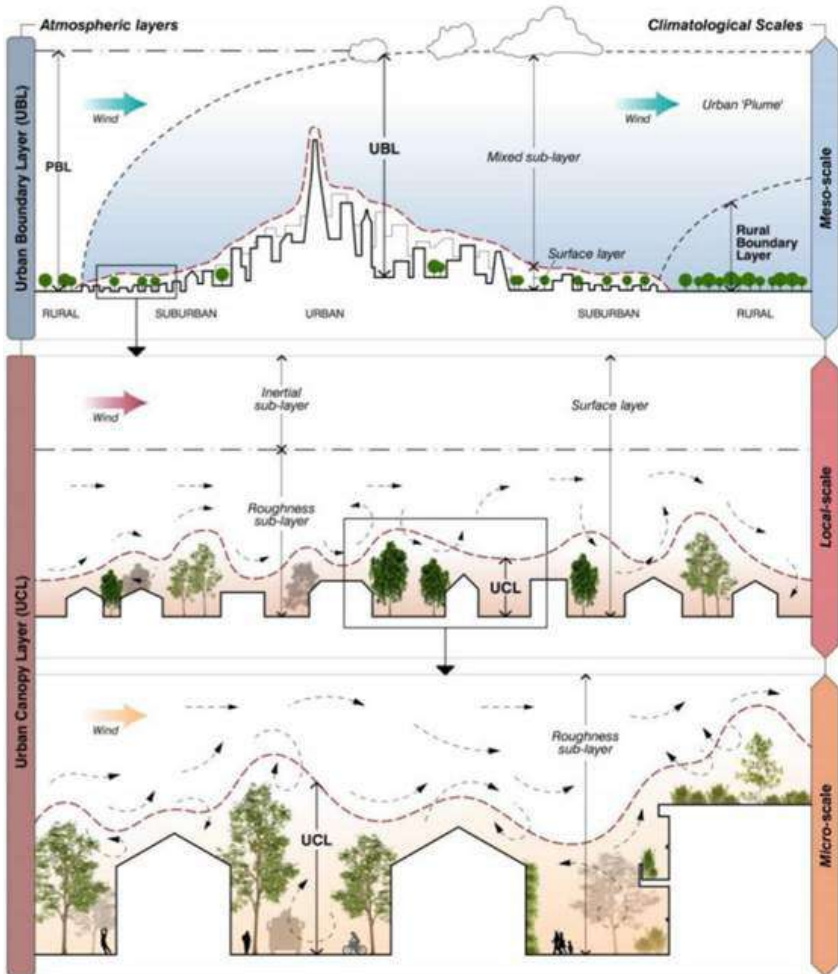 Atmospheric layers
Climatological Scales
Urban Boundary Layer (UBL)
Wind
PBL
UBL
Mixed sub-layer
Wind
Urban 'Plume'
Surface layer
Rural
Boundary
Layer
Meso-scale
RURAL
SUBURBAN
URBAN
SUBURBAN
RURAL
Urban Canopy Layer (UCL)
Wind
Inertial
sub-layer
Surface layer
Roughness
sub-layer
UCL
Local-scale
Wind
Roughness
sub-layer
UCL
Micro-scale